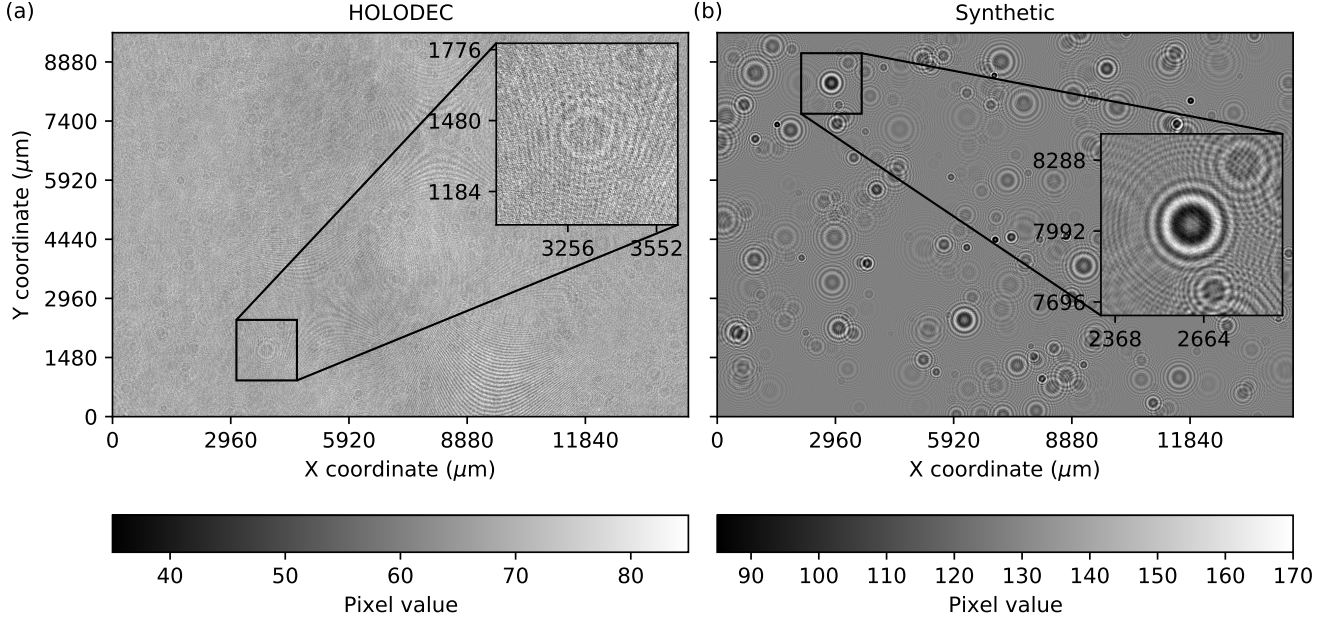 (a)
HOLODEC
8880
7400
5920
4440
2960
1480
0
Y coordinate (μm)
1776
1480
1184
3256 3552
0 2960 5920 8880 11840
X coordinate (μm)
40 50 60 70 80
Pixel value
(b)
Synthetic
8288
7992
7696
2368 2664
0 2960 5920 8880 11840
X coordinate (μm)
90 100 110 120 130 140 150 160 170
Pixel value